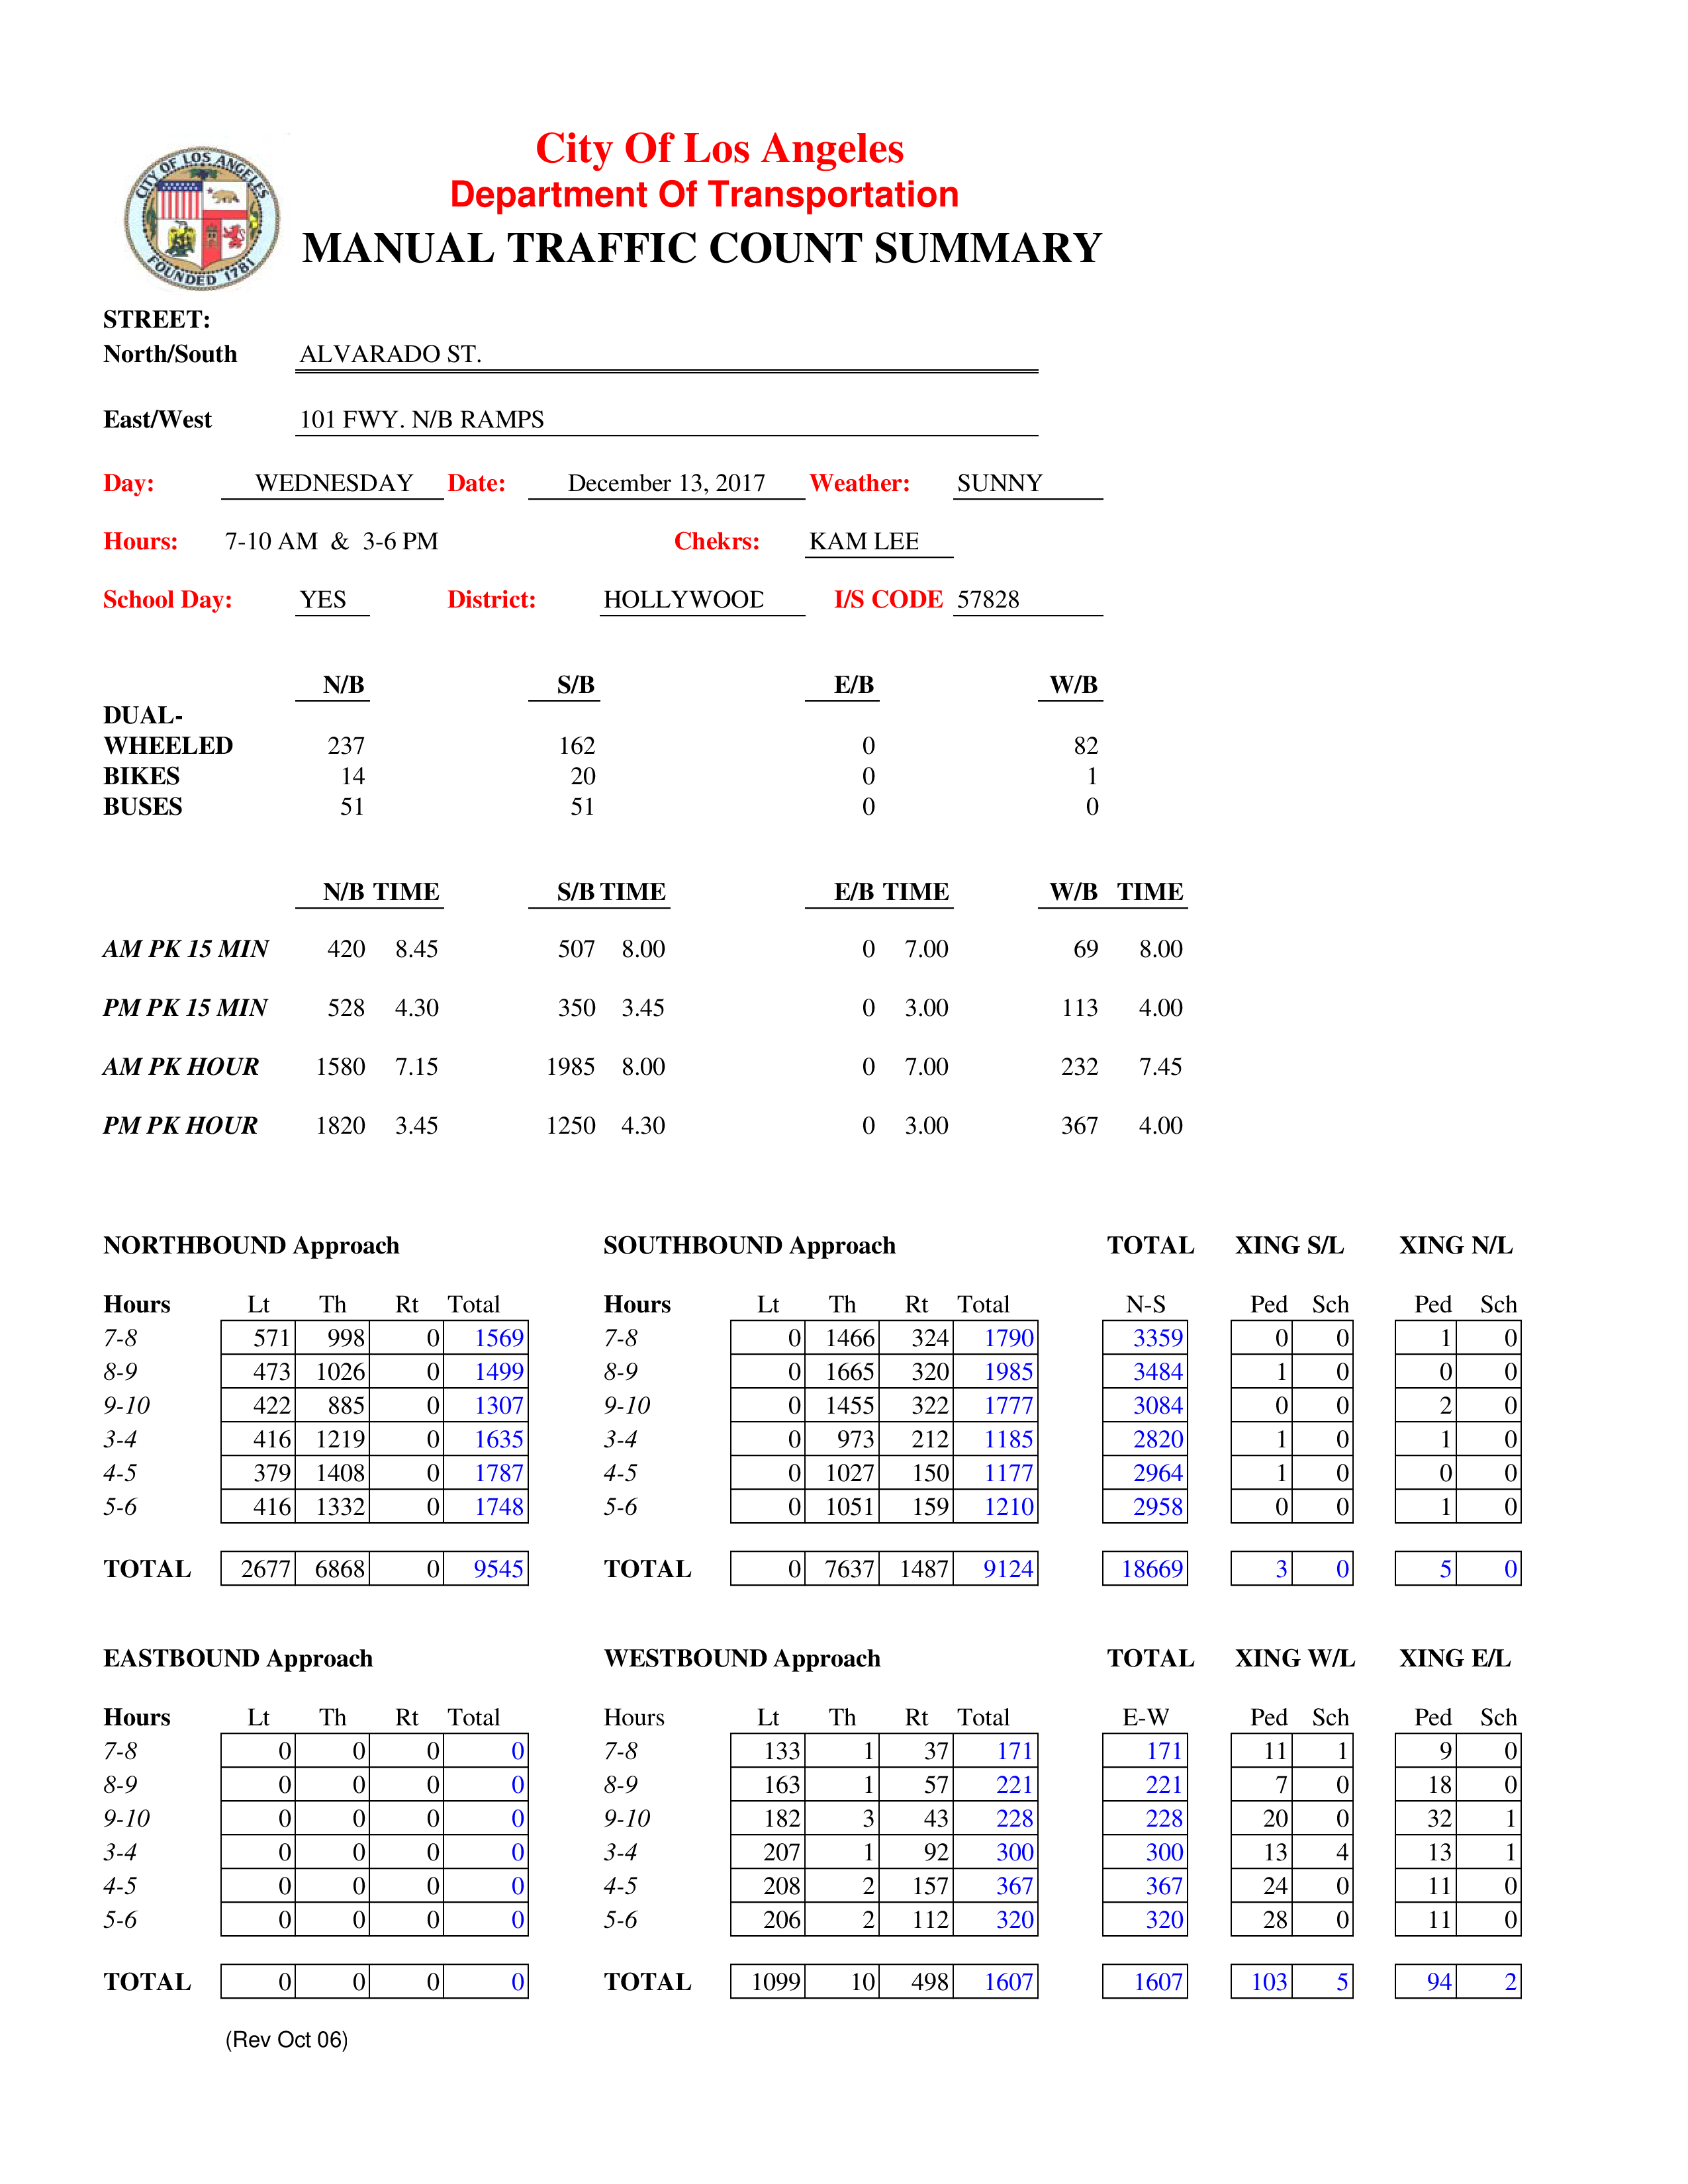 CITY OF LOS ANGELES
FOUNDED 1781
City Of Los Angeles
Department Of Transportation
MANUAL TRAFFIC COUNT SUMMARY
STREET:
North/South ALVARADO ST.
East/West 101 FWY. N/B RAMPS
Day: WEDNESDAY Date: December 13, 2017 Weather: SUNNY
Hours: 7-10 AM & 3-6 PM Chekrs: KAM LEE
School Day: YES District: HOLLYWOOD I/S CODE 57828
N/B S/B E/B W/B
DUAL-
WHEELED 237 162 0 82
BIKES 14 20 0 1
BUSES 51 51 0 0
N/B TIME S/B TIME E/B TIME W/B TIME
AM PK 15 MIN 420 8.45 507 8.00 0 7.00 69 8.00
PM PK 15 MIN 528 4.30 350 3.45 0 3.00 113 4.00
AM PK HOUR 1580 7.15 1985 8.00 0 7.00 232 7.45
PM PK HOUR 1820 3.45 1250 4.30 0 3.00 367 4.00
NORTHBOUND Approach SOUTHBOUND Approach TOTAL XING S/L XING N/L
Hours Lt Th Rt Total Hours Lt Th Rt Total N-S Ped Sch Ped Sch
7-8 571 998 0 1569 7-8 0 1466 324 1790 3359 0 0 1 0
8-9 473 1026 0 1499 8-9 0 1665 320 1985 3484 1 0 0 0
9-10 422 885 0 1307 9-10 0 1455 322 1777 3084 0 0 2 0
3-4 416 1219 0 1635 3-4 0 973 212 1185 2820 1 0 1 0
4-5 379 1408 0 1787 4-5 0 1027 150 1177 2964 1 0 0 0
5-6 416 1332 0 1748 5-6 0 1051 159 1210 2958 0 0 1 0
TOTAL 2677 6868 0 9545 TOTAL 0 7637 1487 9124 18669 3 0 5 0
EASTBOUND Approach WESTBOUND Approach TOTAL XING W/L XING E/L
Hours Lt Th Rt Total Hours Lt Th Rt Total E-W Ped Sch Ped Sch
7-8 0 0 0 0 7-8 133 1 37 171 171 11 1 9 0
8-9 0 0 0 0 8-9 163 1 57 221 221 7 0 18 0
9-10 0 0 0 0 9-10 182 3 43 228 228 20 0 32 1
3-4 0 0 0 0 3-4 207 1 92 300 300 13 4 13 1
4-5 0 0 0 0 4-5 208 2 157 367 367 24 0 11 0
5-6 0 0 0 0 5-6 206 2 112 320 320 28 0 11 0
TOTAL 0 0 0 0 TOTAL 1099 10 498 1607 1607 103 5 94 2
(Rev Oct 06)